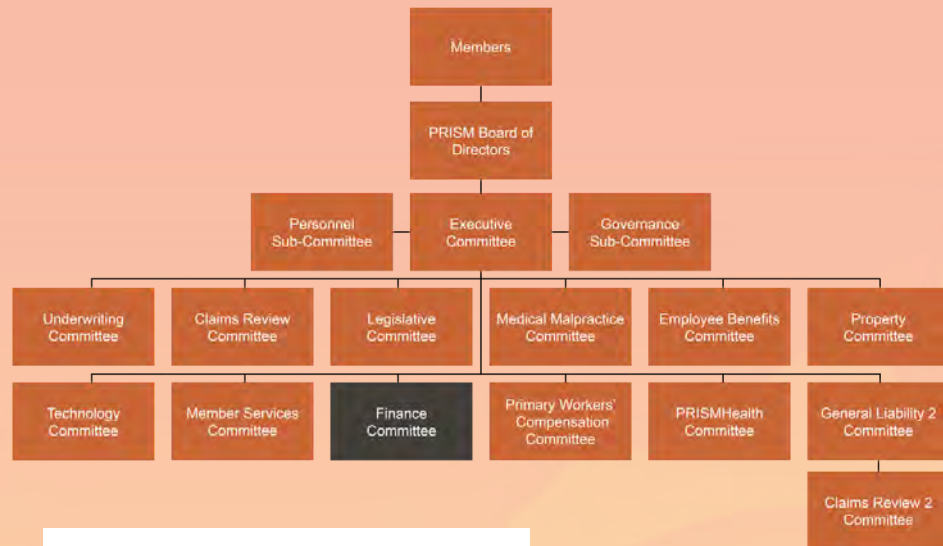 Members
PRISM Board of
Directors
Personnel
Sub-Committee
Executive
Committee
Governance
Sub-Committee
Underwriting
Committee
Claims Review
Committee
Legislative
Committee
Medical Malpractice
Committee
Employee Benefits
Committee
Property
Committee
Technology
Committee
Member Services
Committee
Finance
Committee
Primary Workers'
Compensation
Committee
PRISMHealth
Committee
General Liability 2
Committee
Claims Review 2
Committee